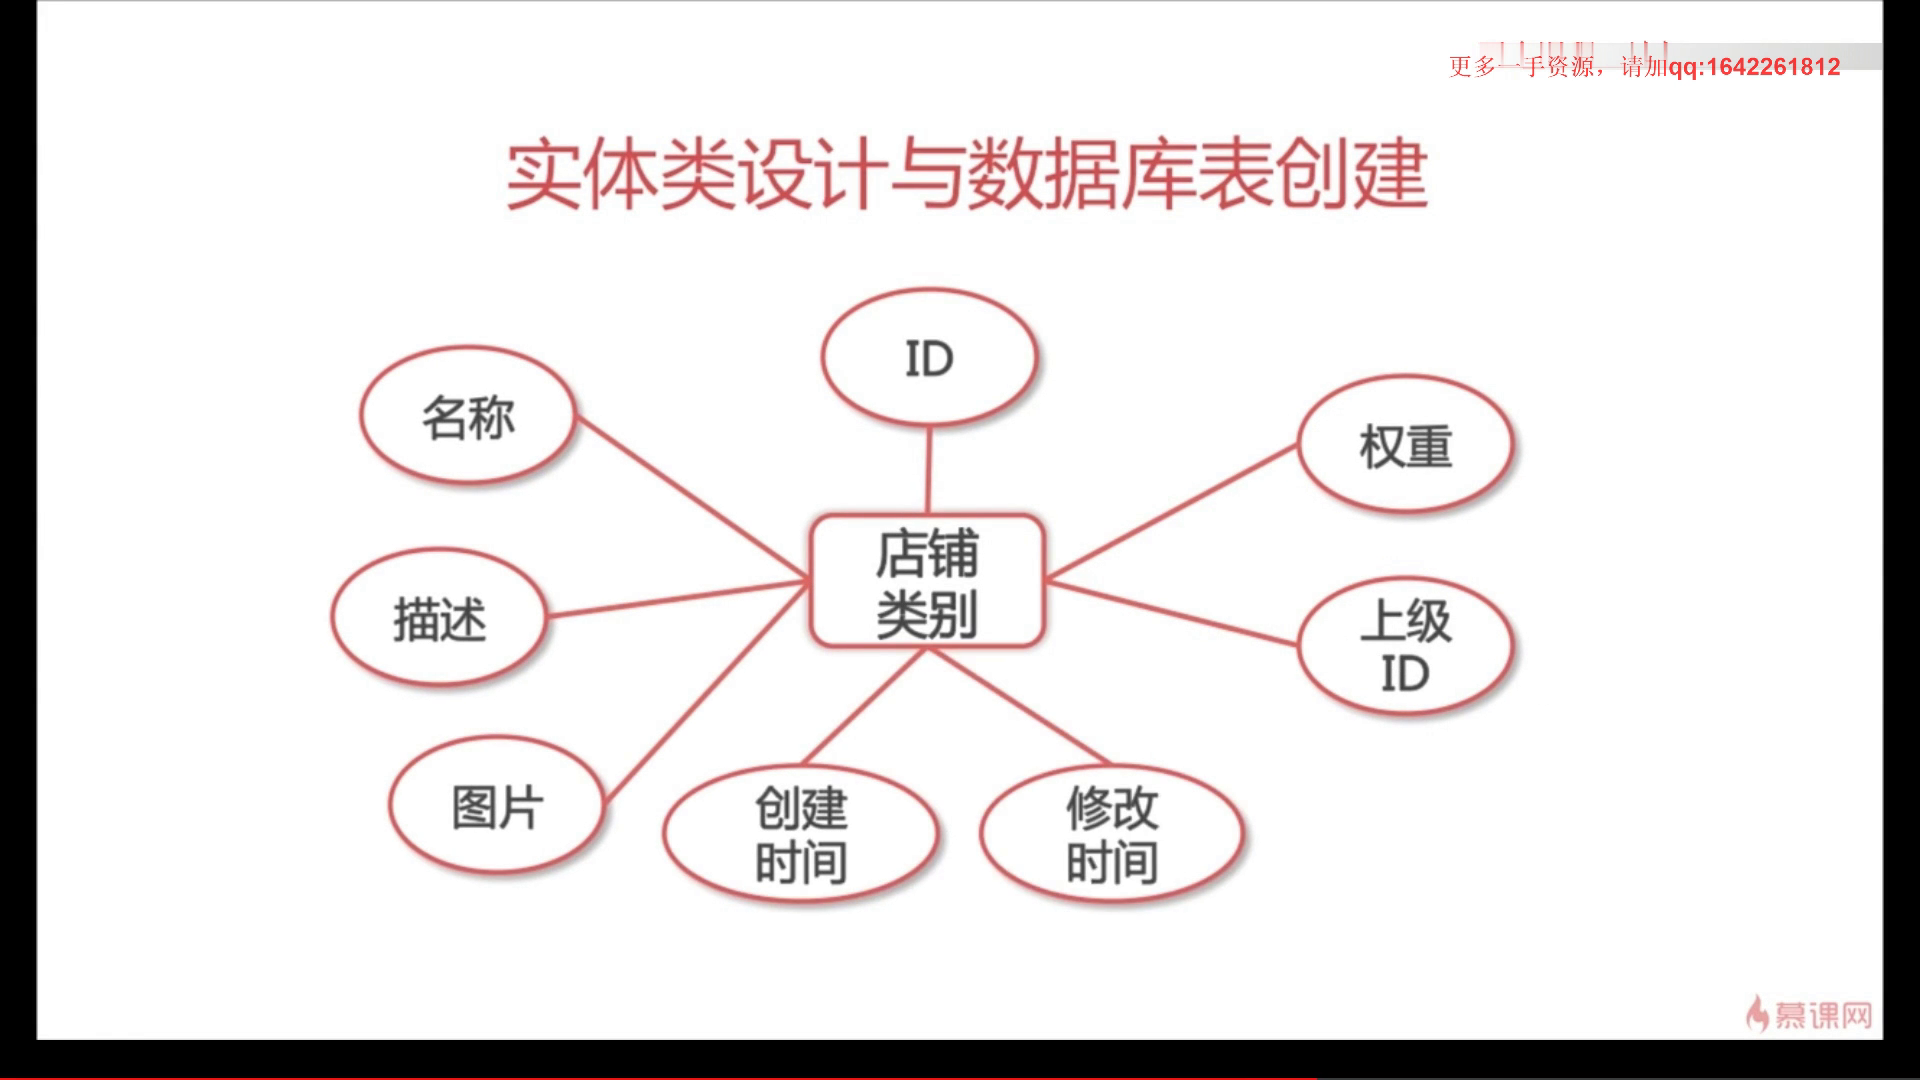 更多一手资源，请加qq:1642261812
实体类设计与数据库表创建
ID
名称
权重
店铺
类别
描述
上级
ID
图片
创建
时间
修改
时间
慕课网